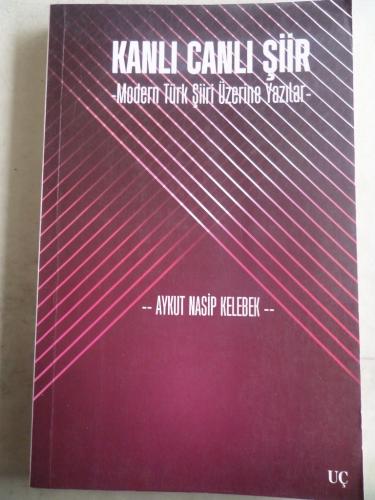 KANLI CANLI ŞİİR
-Modern Türk Şiiri Üzerine Yazılar-
-- AYKUT NASİP KELEBEK --
UÇ